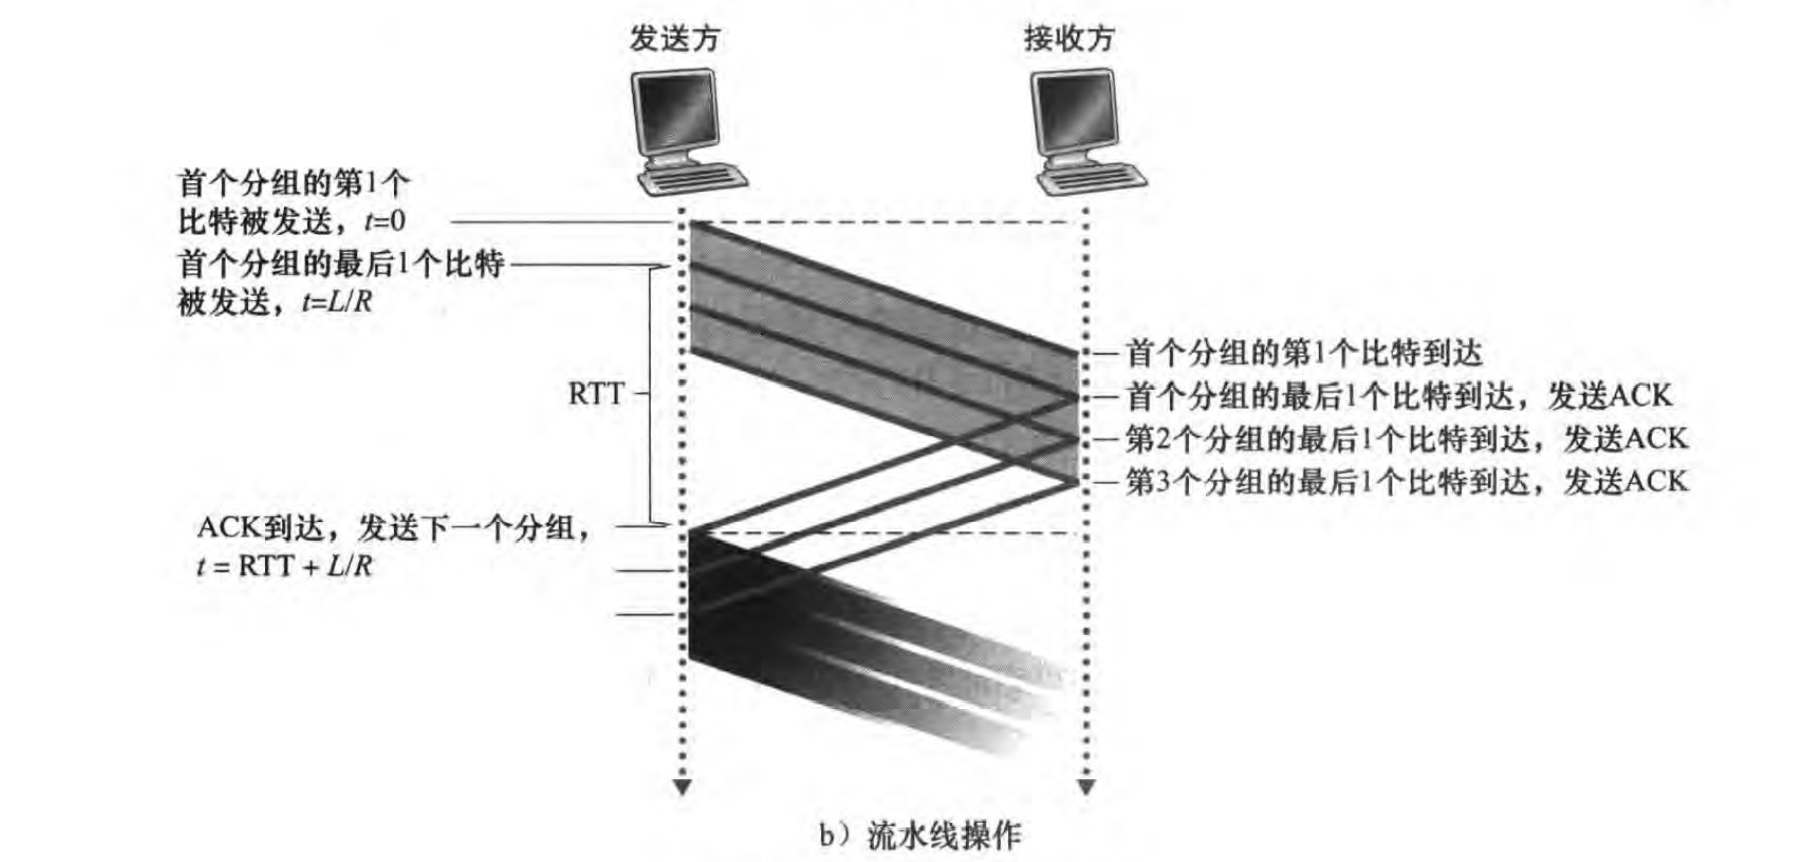 发送方
接收方
首个分组的第1个
比特被发送，t=0
首个分组的最后1个比特
被发送，t=L/R
首个分组的第1个比特到达
RTT
首个分组的最后1个比特到达，发送ACK
第2个分组的最后1个比特到达，发送ACK
第3个分组的最后1个比特到达，发送ACK
ACK到达，发送下一个分组，
t = RTT + L/R
b）流水线操作